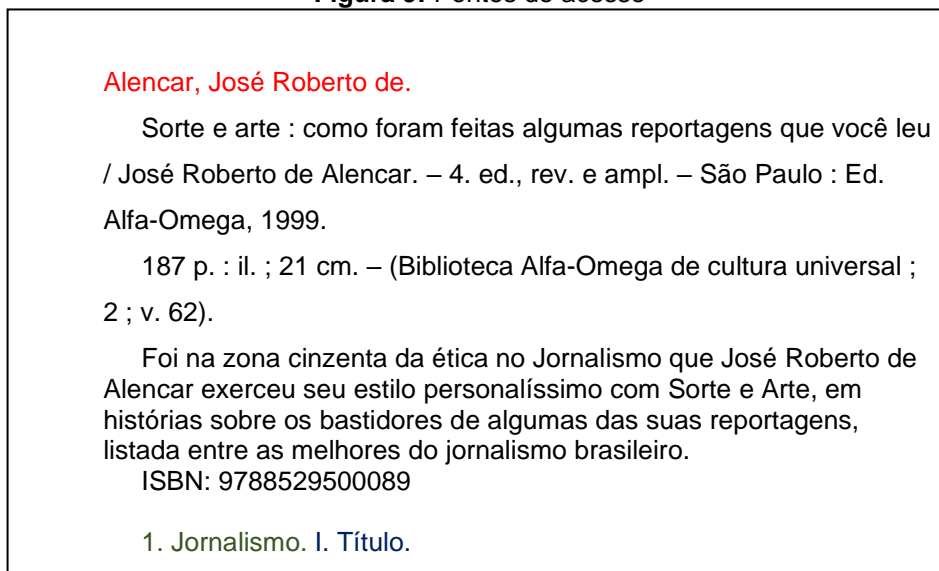 Alencar, José Roberto de.
Sorte e arte : como foram feitas algumas reportagens que você leu
/ José Roberto de Alencar. – 4. ed., rev. e ampl. – São Paulo : Ed.
Alfa-Omega, 1999.
187 p. : il. ; 21 cm. – (Biblioteca Alfa-Omega de cultura universal ;
2 ; v. 62).
Foi na zona cinzenta da ética no Jornalismo que José Roberto de
Alencar exerceu seu estilo personalíssimo com Sorte e Arte, em
histórias sobre os bastidores de algumas das suas reportagens,
listada entre as melhores do jornalismo brasileiro.
ISBN: 9788529500089
1. Jornalismo. I. Título.